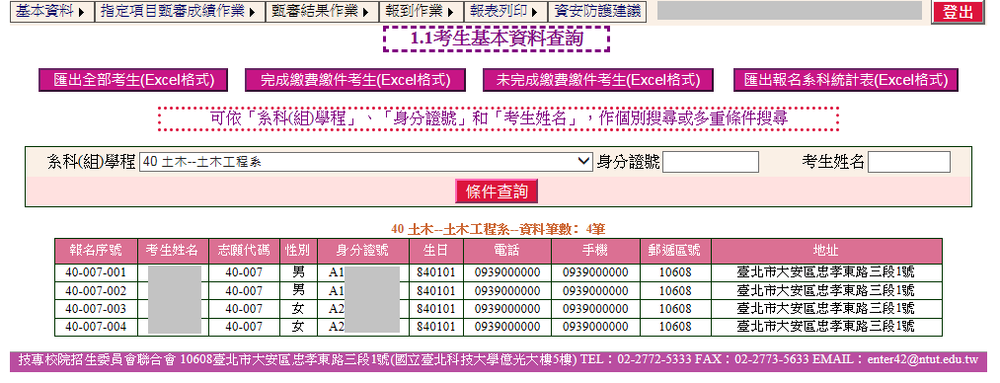 基本資料 指定項目甄審成績作業 甄審結果作業 報到作業 報表列印 資安防護建議 登出
1.1考生基本資料查詢
匯出全部考生(Excel格式) 完成繳費繳件考生(Excel格式) 未完成繳費繳件考生(Excel格式) 匯出報名系科統計表(Excel格式)
可依「系科(組)學程」、「身分證號」和「考生姓名」，作個別搜尋或多重條件搜尋
系科(組)學程 40 土木--土木工程系 身分證號 考生姓名
條件查詢
40 土木--土木工程系--資料筆數：4筆
報名序號 考生姓名 志願代碼 性別 身分證號 生日 電話 手機 郵遞區號 地址
40-007-001 40-007 男 A1 840101 0939000000 0939000000 10608 臺北市大安區忠孝東路三段1號
40-007-002 40-007 男 A1 840101 0939000000 0939000000 10608 臺北市大安區忠孝東路三段1號
40-007-003 40-007 女 A2 840101 0939000000 0939000000 10608 臺北市大安區忠孝東路三段1號
40-007-004 40-007 女 A2 840101 0939000000 0939000000 10608 臺北市大安區忠孝東路三段1號
技專校院招生委員會聯合會 10608臺北市大安區忠孝東路三段1號(國立臺北科技大學億光大樓5樓) TEL：02-2772-5333 FAX：02-2773-5633 EMAIL：enter42@ntut.edu.tw